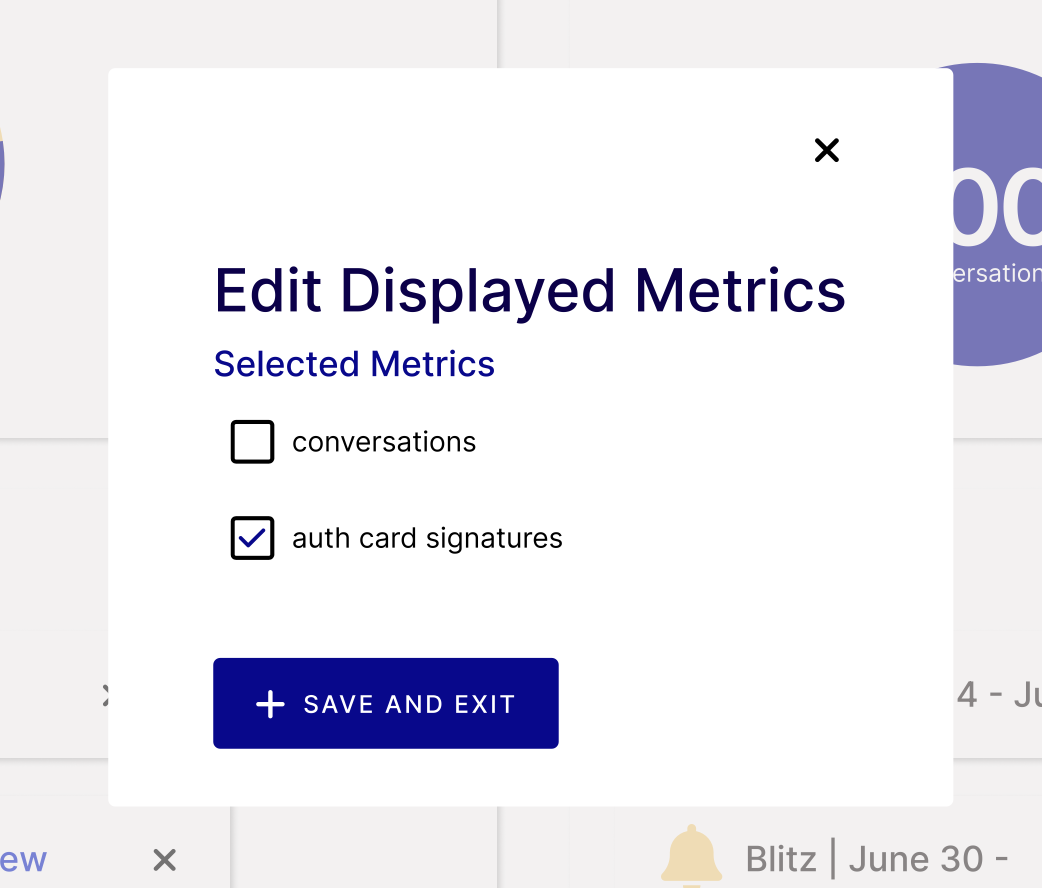 00
ersation
Edit Displayed Metrics
Selected Metrics
conversations
auth card signatures
SAVE AND EXIT
4 - Ju
ew
Blitz | June 30 -